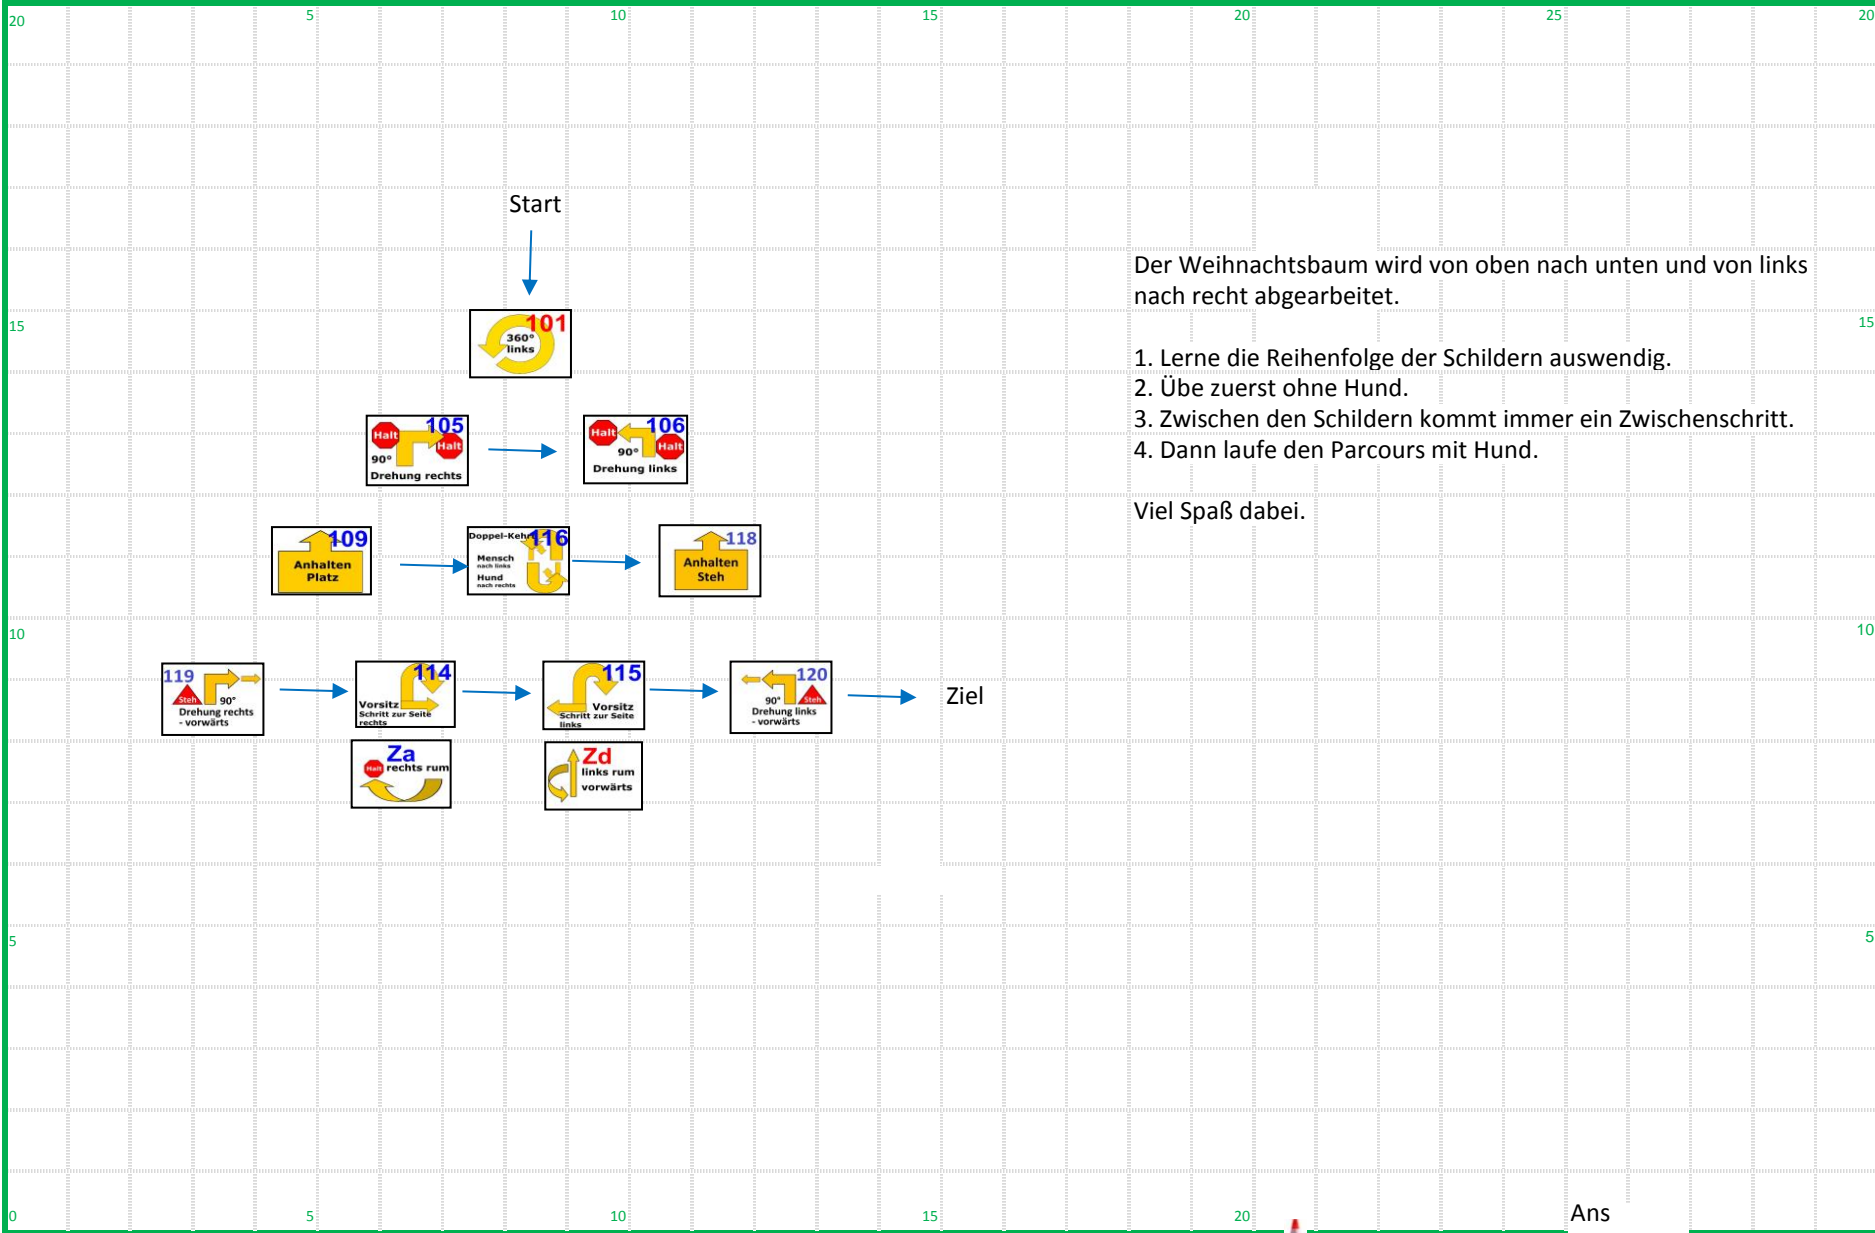 20 5 10 15 20 25 20
Start
Der Weihnachtsbaum wird von oben nach unten und von links
nach recht abgearbeitet.
15 15
101
360°
links
1. Lerne die Reihenfolge der Schildern auswendig.
2. Übe zuerst ohne Hund.
3. Zwischen den Schildern kommt immer ein Zwischenschritt.
4. Dann laufe den Parcours mit Hund.
Viel Spaß dabei.
105
Halt
Halt
90°
Drehung rechts
106
Halt
Halt
90°
Drehung links
109
Anhalten
Platz
Doppel-Kehrt 116
Mensch
nach links
Hund
nach rechts
118
Anhalten
Steh
10 10
119
Steh 90°
Drehung rechts
- vorwärts
114
Vorsitz
Schritt zur Seite
rechts
115
Vorsitz
Schritt zur Seite
links
120
90° Steh
Drehung links
- vorwärts
Ziel
Za
Halt rechts rum
Zd
links rum
vorwärts
5 5
Ans
0 5 10 15 20